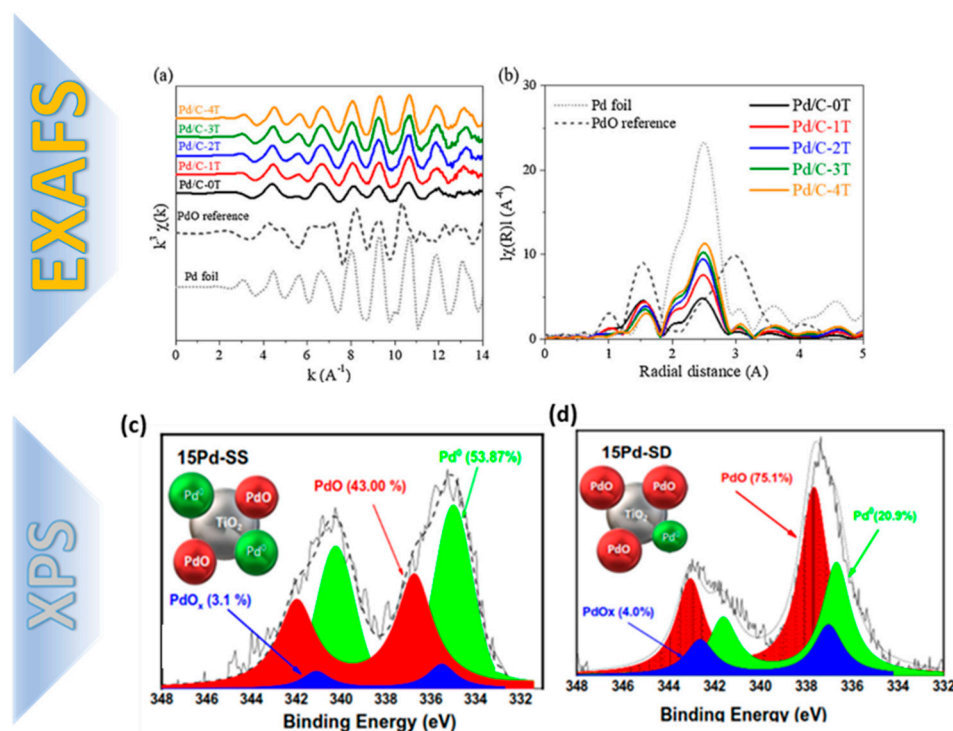 EXAFS
(a)
Pd/C-4T
Pd/C-3T
Pd/C-2T
Pd/C-1T
Pd/C-0T
PdO reference
Pd foil
k³ χ(k)
0 2 4 6 8 10 12 14
k (A⁻¹)
(b)
30
20
10
0
|χ(R)| (A⁻⁴)
Pd foil
PdO reference
Pd/C-0T
Pd/C-1T
Pd/C-2T
Pd/C-3T
Pd/C-4T
0 1 2 3 4 5
Radial distance (A)
XPS
(c)
15Pd-SS
Pd⁰
PdO
TiO₂
PdO
Pd⁰
PdO (43.00 %)
Pd⁰ (53.87%)
PdOₓ (3.1 %)
348 346 344 342 340 338 336 334 332
Binding Energy (eV)
(d)
15Pd-SD
PdO
PdO
TiO₂
PdO
Pd⁰
PdO (75.1%)
Pd⁰(20.9%)
PdOx (4.0%)
348 346 344 342 340 338 336 334 332
Binding Energy (eV)